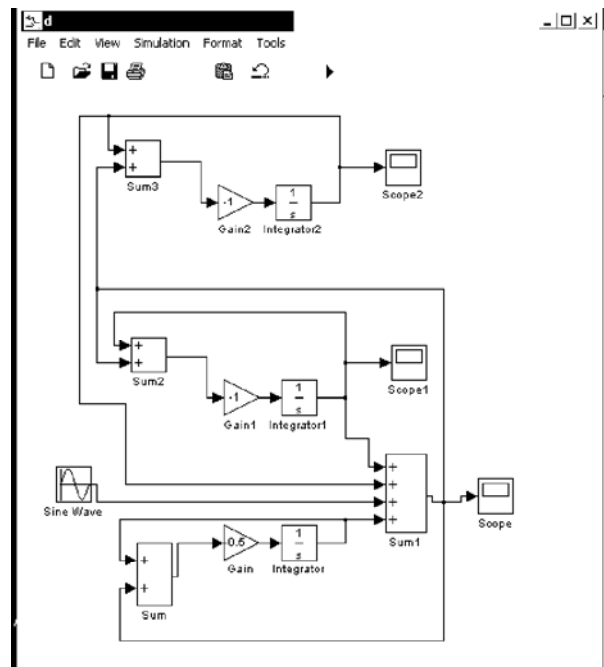 d
File Edit View Simulation Format Tools
+
+
Sum3
-1
Gain2
1
s
Integrator2
Scope2
+
+
Sum2
-1
Gain1
1
s
Integrator1
Scope1
Sine Wave
+
+
+
+
Sum1
Scope
+
+
Sum
0.5
Gain
1
s
Integrator